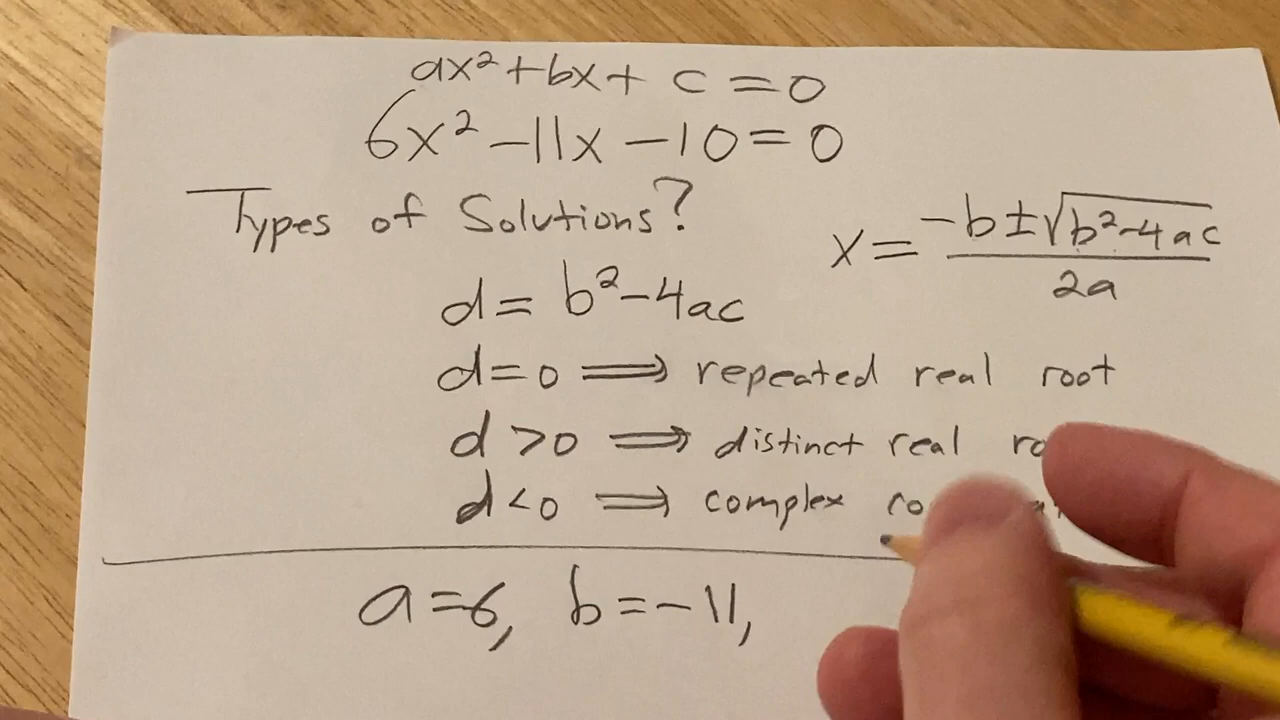 ax²+bx+c=0
6x²-11x-10=0
Types of Solutions?
x=-b±√b²-4ac/2a
d=b²-4ac
d=0⟹repeated real root
d>0⟹distinct real
d<0⟹complex
a=6, b=-11,